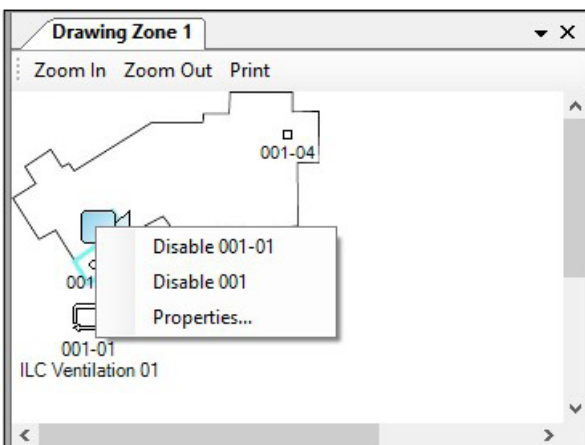 Drawing Zone 1
Zoom In Zoom Out Print
001-04
Disable 001-01
Disable 001
Properties...
001
001-01
ILC Ventilation 01